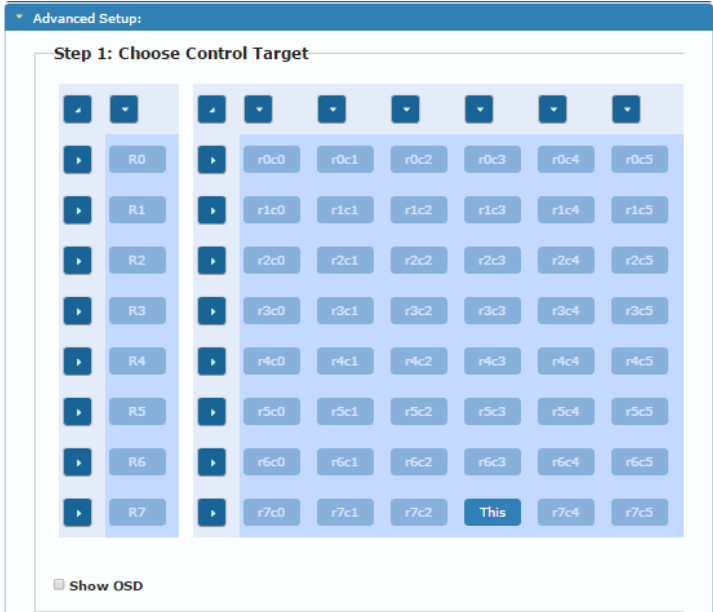 Advanced Setup:
Step 1: Choose Control Target
R0 r0c0 r0c1 r0c2 r0c3 r0c4 r0c5
R1 r1c0 r1c1 r1c2 r1c3 r1c4 r1c5
R2 r2c0 r2c1 r2c2 r2c3 r2c4 r2c5
R3 r3c0 r3c1 r3c2 r3c3 r3c4 r3c5
R4 r4c0 r4c1 r4c2 r4c3 r4c4 r4c5
R5 r5c0 r5c1 r5c2 r5c3 r5c4 r5c5
R6 r6c0 r6c1 r6c2 r6c3 r6c4 r6c5
R7 r7c0 r7c1 r7c2 This r7c4 r7c5
Show OSD